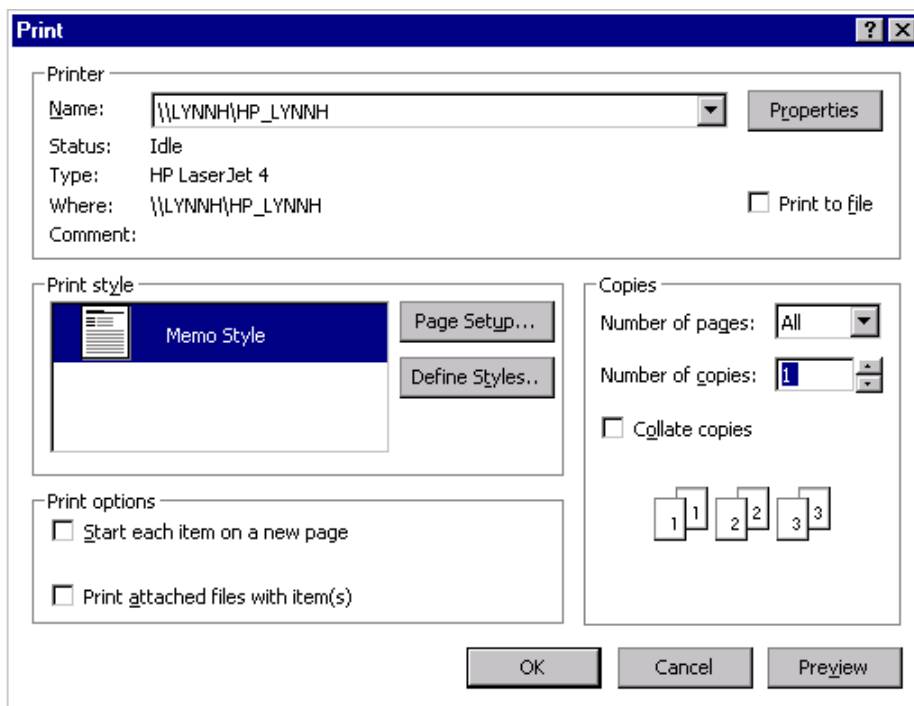 Print
Printer
Name: \\LYNNH\HP_LYNNH Properties
Status: Idle
Type: HP LaserJet 4
Where: \\LYNNH\HP_LYNNH Print to file
Comment:
Print style Copies
Memo Style Page Setup... Number of pages: All
Define Styles.. Number of copies: 1
Collate copies
Print options
1 1 2 2 3 3
Start each item on a new page
Print attached files with item(s)
OK Cancel Preview